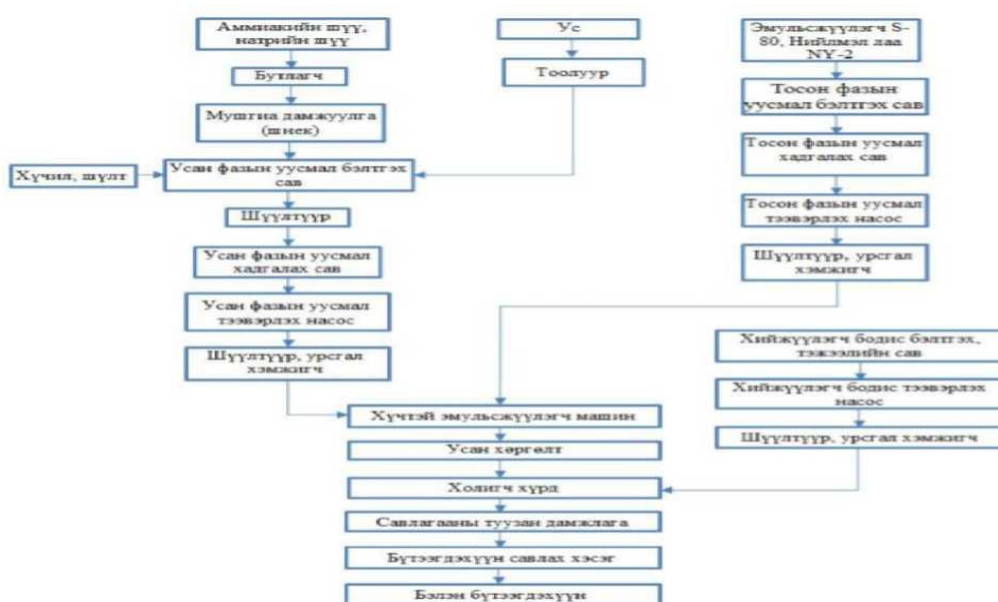 Аммиакийн шүү,
натрийн шүү
Бутлагч
Мушгиа дамжуулга
(шнек)
Ус
Тоолуур
Хүчил, шүлт
Усан фазын уусмал бэлтгэх
сав
Шүүлтүүр
Усан фазын уусмал
хадгалах сав
Усан фазын уусмал
тээвэрлэх насос
Шүүлтүүр, урсгал
хэмжигч
Эмульсжүүлэгч S-
80, Нийлмэл лаа
NY-2
Тосон фазын
уусмал бэлтгэх сав
Тосон фазын уусмал
хадгалах сав
Тосон фазын уусмал
тээвэрлэх насос
Шүүлтүүр, урсгал
хэмжигч
Хийжүүлэгч бодис бэлтгэх,
тэжээлийн сав
Хийжүүлэгч бодис тээвэрлэх
насос
Шүүлтүүр, урсгал хэмжигч
Хүчтэй эмульсжүүлэгч машин
Усан хөргөлт
Холигч хүрд
Савлагааны туузан дамжлага
Бүтээгдэхүүн савлах хэсэг
Бэлэн бүтээгдэхүүн